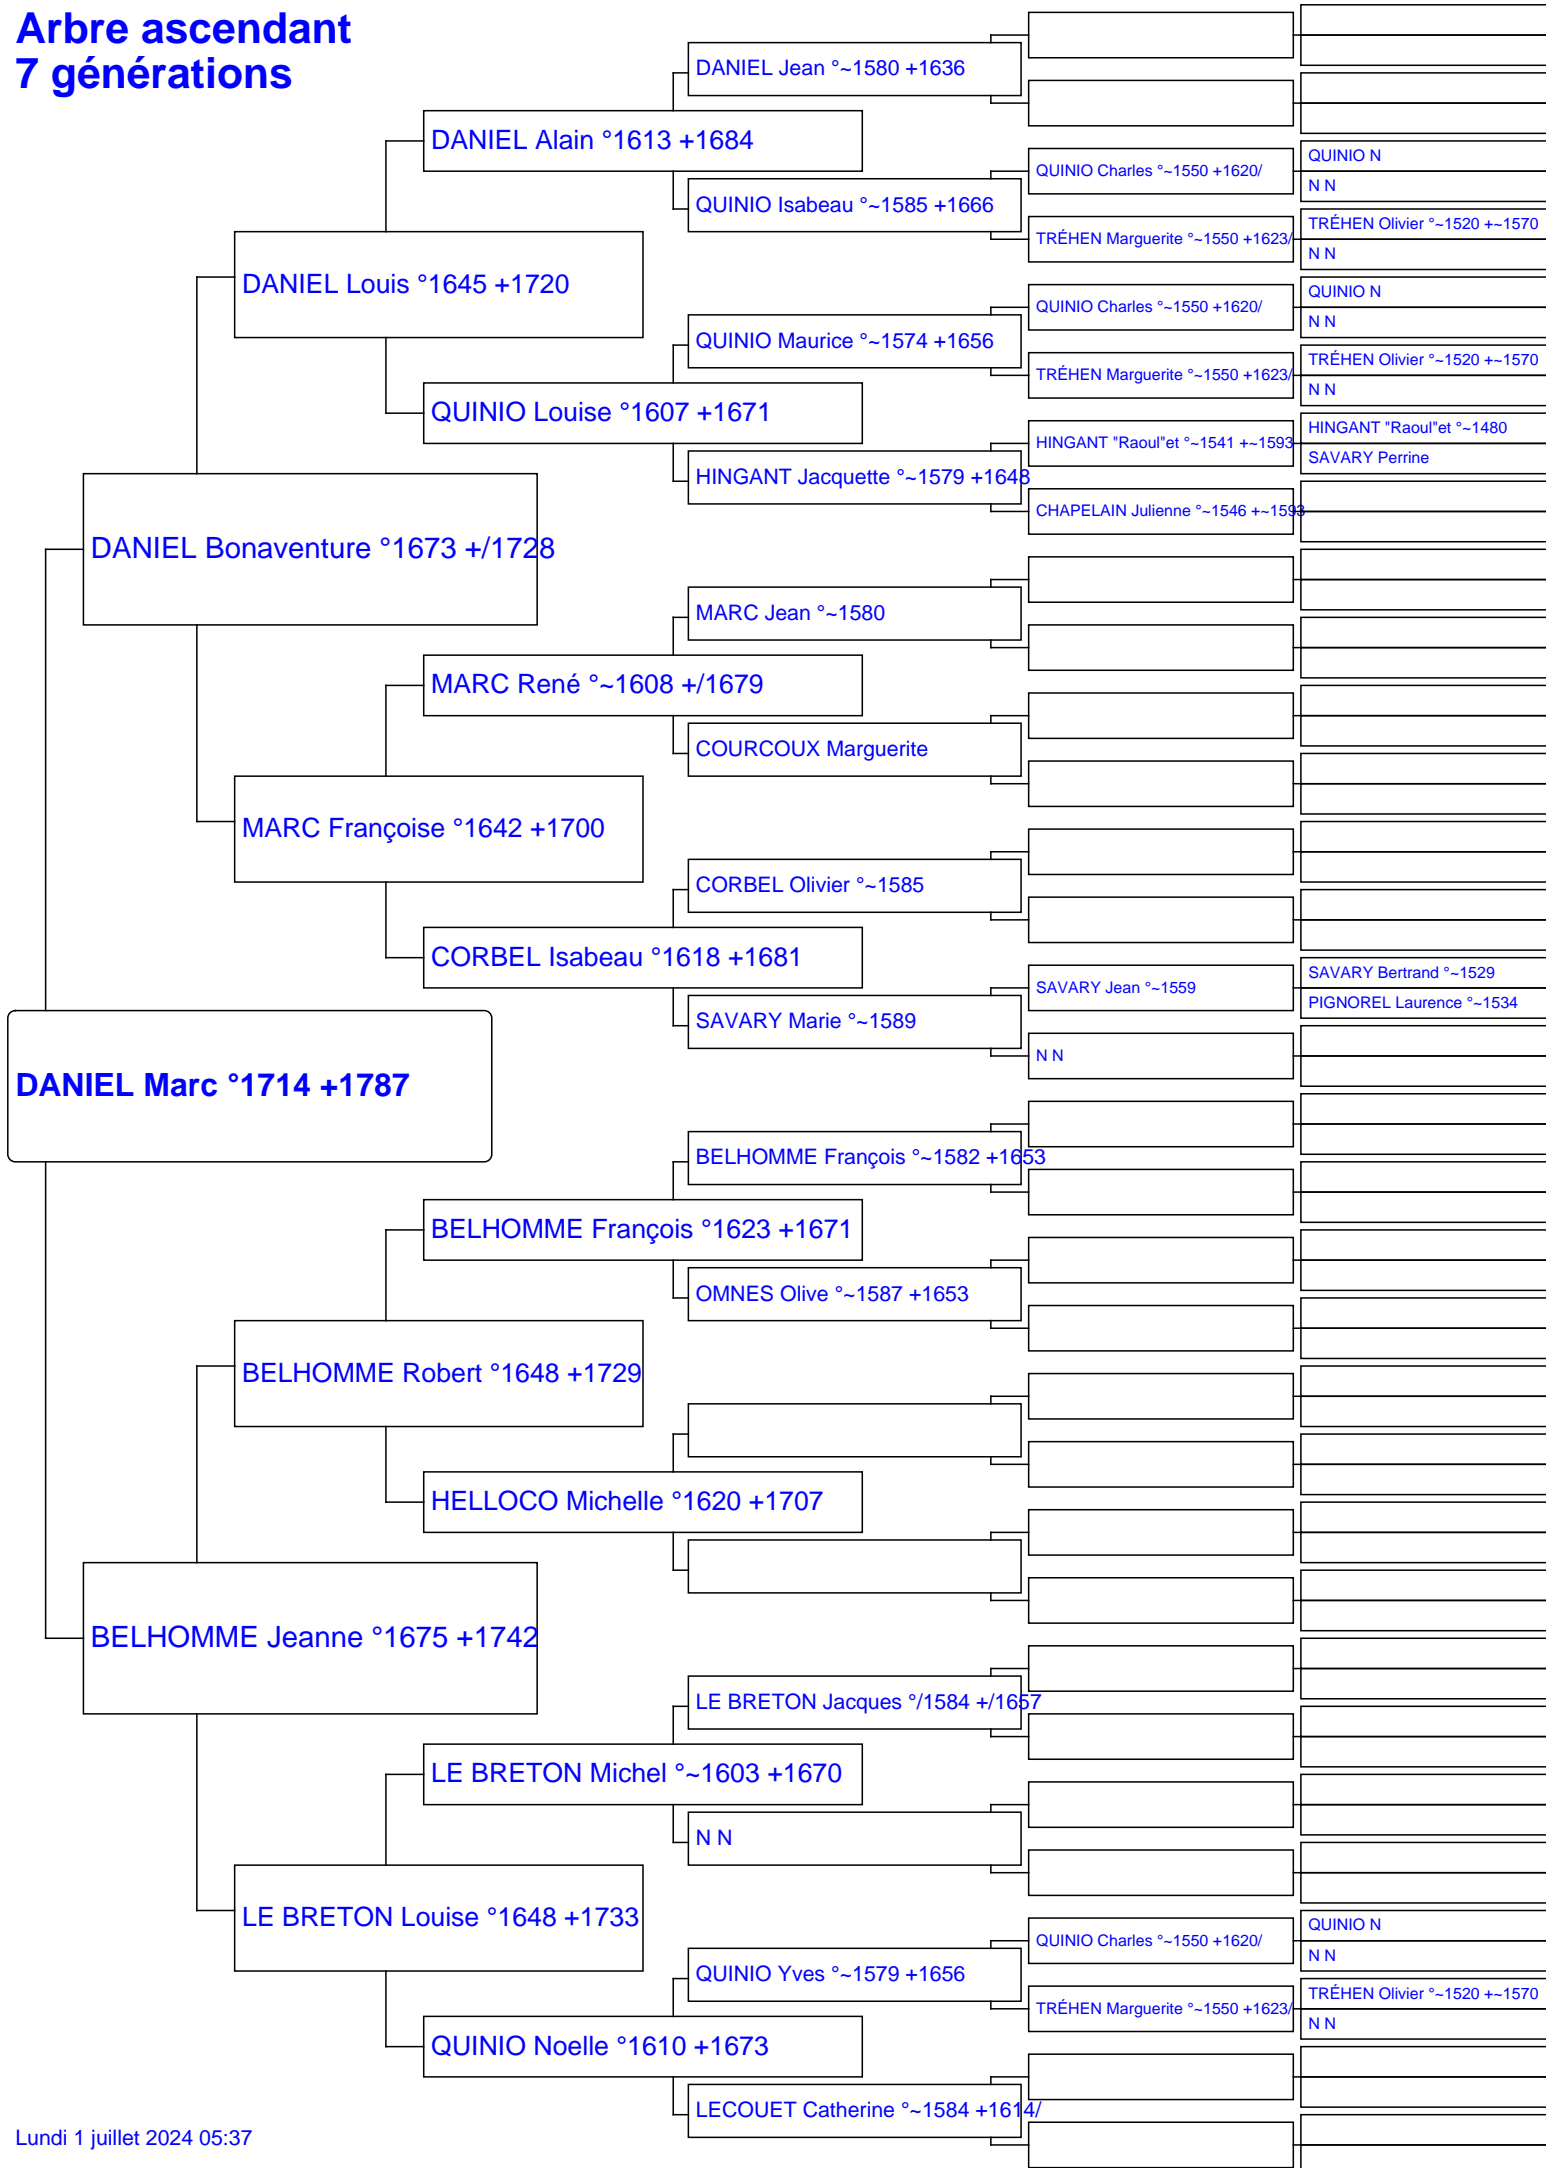 Arbre ascendant
7 générations
DANIEL Jean °~1580 +1636
DANIEL Alain °1613 +1684
QUINIO Charles °~1550 +1620/
QUINIO N
N N
QUINIO Isabeau °~1585 +1666
TRÉHEN Marguerite °~1550 +1623/
TRÉHEN Olivier °~1520 +~1570
N N
DANIEL Louis °1645 +1720
QUINIO Charles °~1550 +1620/
QUINIO N
N N
QUINIO Maurice °~1574 +1656
TRÉHEN Marguerite °~1550 +1623/
TRÉHEN Olivier °~1520 +~1570
N N
QUINIO Louise °1607 +1671
HINGANT "Raoul"et °~1541 +~1593
HINGANT "Raoul"et °~1480
SAVARY Perrine
HINGANT Jacquette °~1579 +1648
CHAPELAIN Julienne °~1546 +~1593
DANIEL Bonaventure °1673 +/1728
MARC Jean °~1580
MARC René °~1608 +/1679
COURCOUX Marguerite
MARC Françoise °1642 +1700
CORBEL Olivier °~1585
CORBEL Isabeau °1618 +1681
SAVARY Jean °~1559
SAVARY Bertrand °~1529
PIGNOREL Laurence °~1534
SAVARY Marie °~1589
N N
DANIEL Marc °1714 +1787
BELHOMME François °~1582 +1653
BELHOMME François °1623 +1671
OMNES Olive °~1587 +1653
BELHOMME Robert °1648 +1729
HELLOCO Michelle °1620 +1707
BELHOMME Jeanne °1675 +1742
LE BRETON Jacques °/1584 +/1657
LE BRETON Michel °~1603 +1670
N N
LE BRETON Louise °1648 +1733
QUINIO Charles °~1550 +1620/
QUINIO N
N N
QUINIO Yves °~1579 +1656
TRÉHEN Marguerite °~1550 +1623/
TRÉHEN Olivier °~1520 +~1570
N N
QUINIO Noelle °1610 +1673
LECOUET Catherine °~1584 +1614/
Lundi 1 juillet 2024 05:37